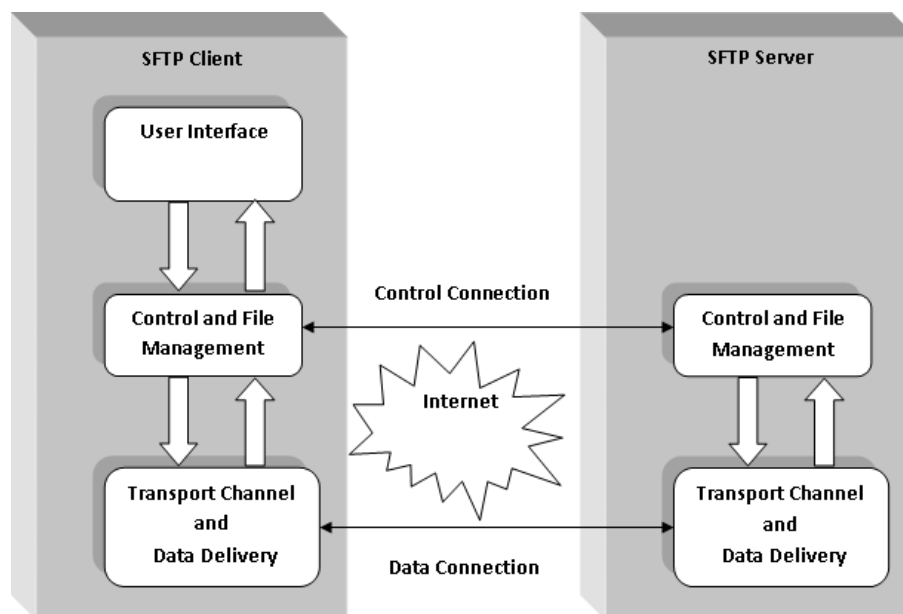 SFTP Client
SFTP Server
User Interface
Control Connection
Control and File
Management
Control and File
Management
Internet
Transport Channel
and
Data Delivery
Transport Channel
and
Data Delivery
Data Connection